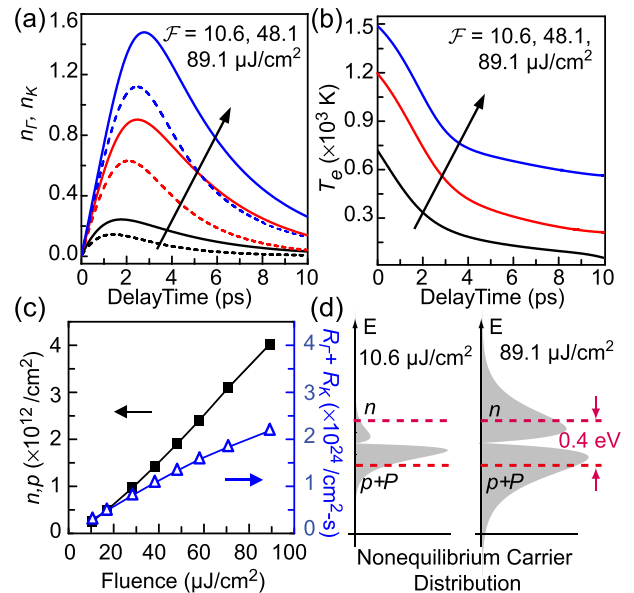 (a)
1.6
1.2
0.8
0.4
0.0
n_Γ, n_K
ℱ = 10.6, 48.1,
89.1 μJ/cm²
0 2 4 6 8 10
DelayTime (ps)
(b)
1.5
1.2
0.9
0.6
0.3
T_e (×10³ K)
ℱ = 10.6, 48.1,
89.1 μJ/cm²
0 2 4 6 8 10
DelayTime (ps)
(c)
4
3
2
1
0
n,p (×10¹²/cm²)
4
3
2
1
0
R_Γ+ R_K (×10²⁴/cm²-s)
0 20 40 60 80 100
Fluence (μJ/cm²)
(d)
E
10.6 μJ/cm²
n
p+P
E
89.1 μJ/cm²
n
0.4 eV
p+P
Nonequilibrium Carrier
Distribution